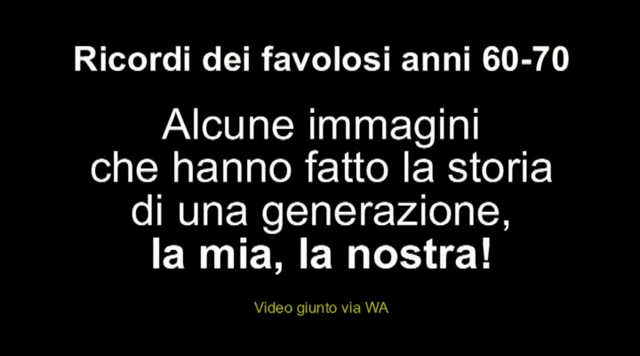 Ricordi dei favolosi anni 60-70
Alcune immagini
che hanno fatto la storia
di una generazione,
la mia, la nostra!
Video giunto via WA